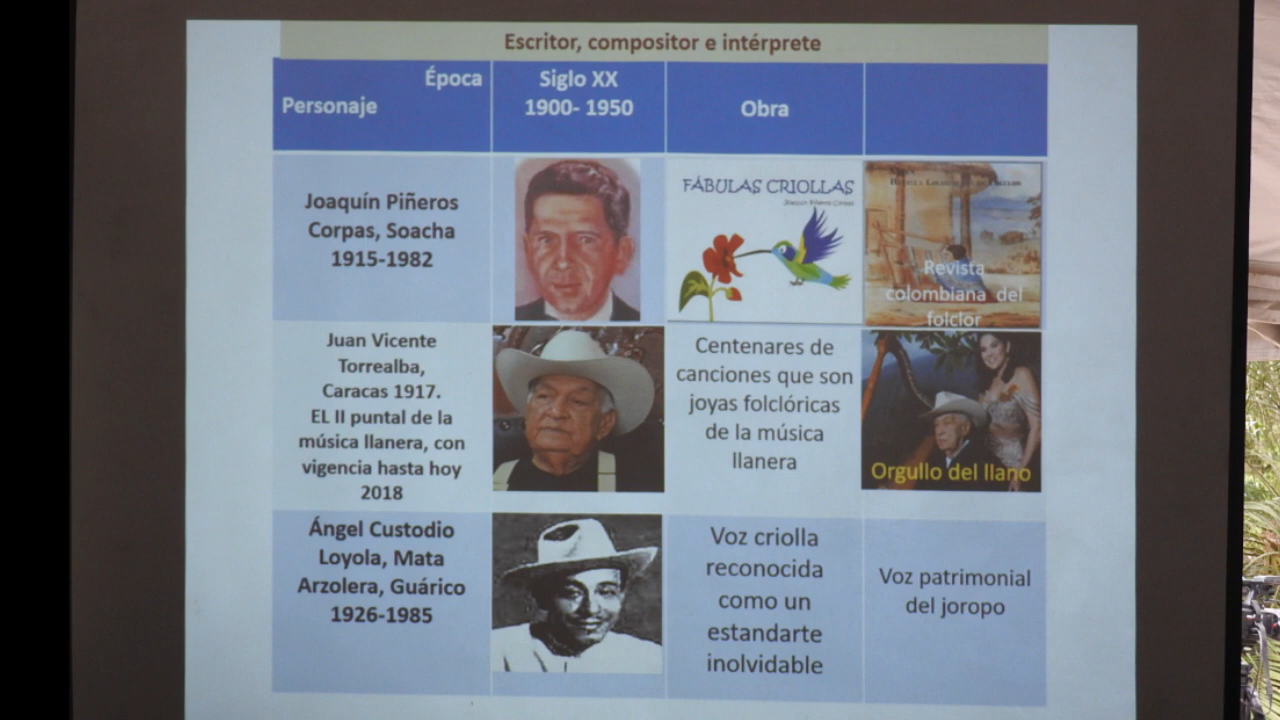 Escritor, compositor e intérprete
Época
Personaje
Siglo XX
1900- 1950
Obra
Joaquín Piñeros
Corpas, Soacha
1915-1982
FÁBULAS CRIOLLAS
Joaquín Piñeros Corpas
Revista
colombiana del
folclor
Juan Vicente
Torrealba,
Caracas 1917.
EL II puntal de la
música llanera, con
vigencia hasta hoy
2018
Centenares de
canciones que son
joyas folclóricas
de la música
llanera
Orgullo del llano
Ángel Custodio
Loyola, Mata
Arzolera, Guárico
1926-1985
Voz criolla
reconocida
como un
estandarte
inolvidable
Voz patrimonial
del joropo